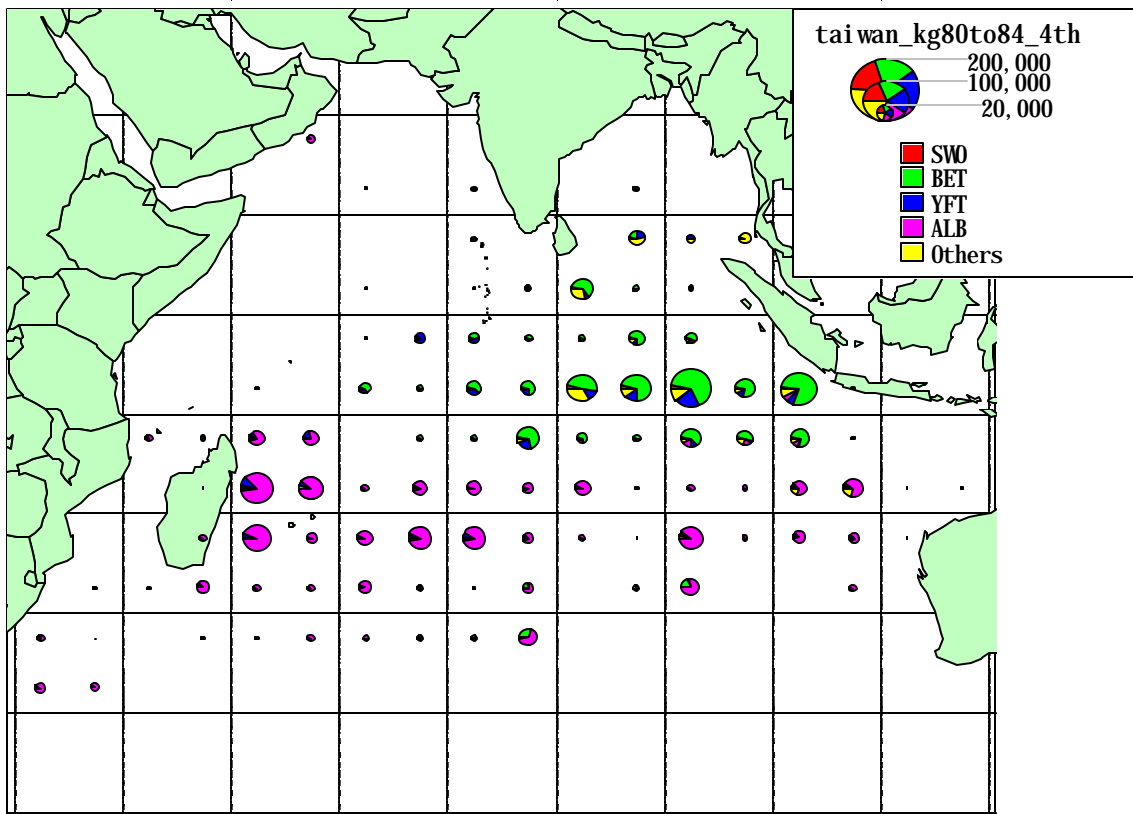 taiwan_kg80to84_4th
200,000
100,000
20,000
SWO
BET
YFT
ALB
Others